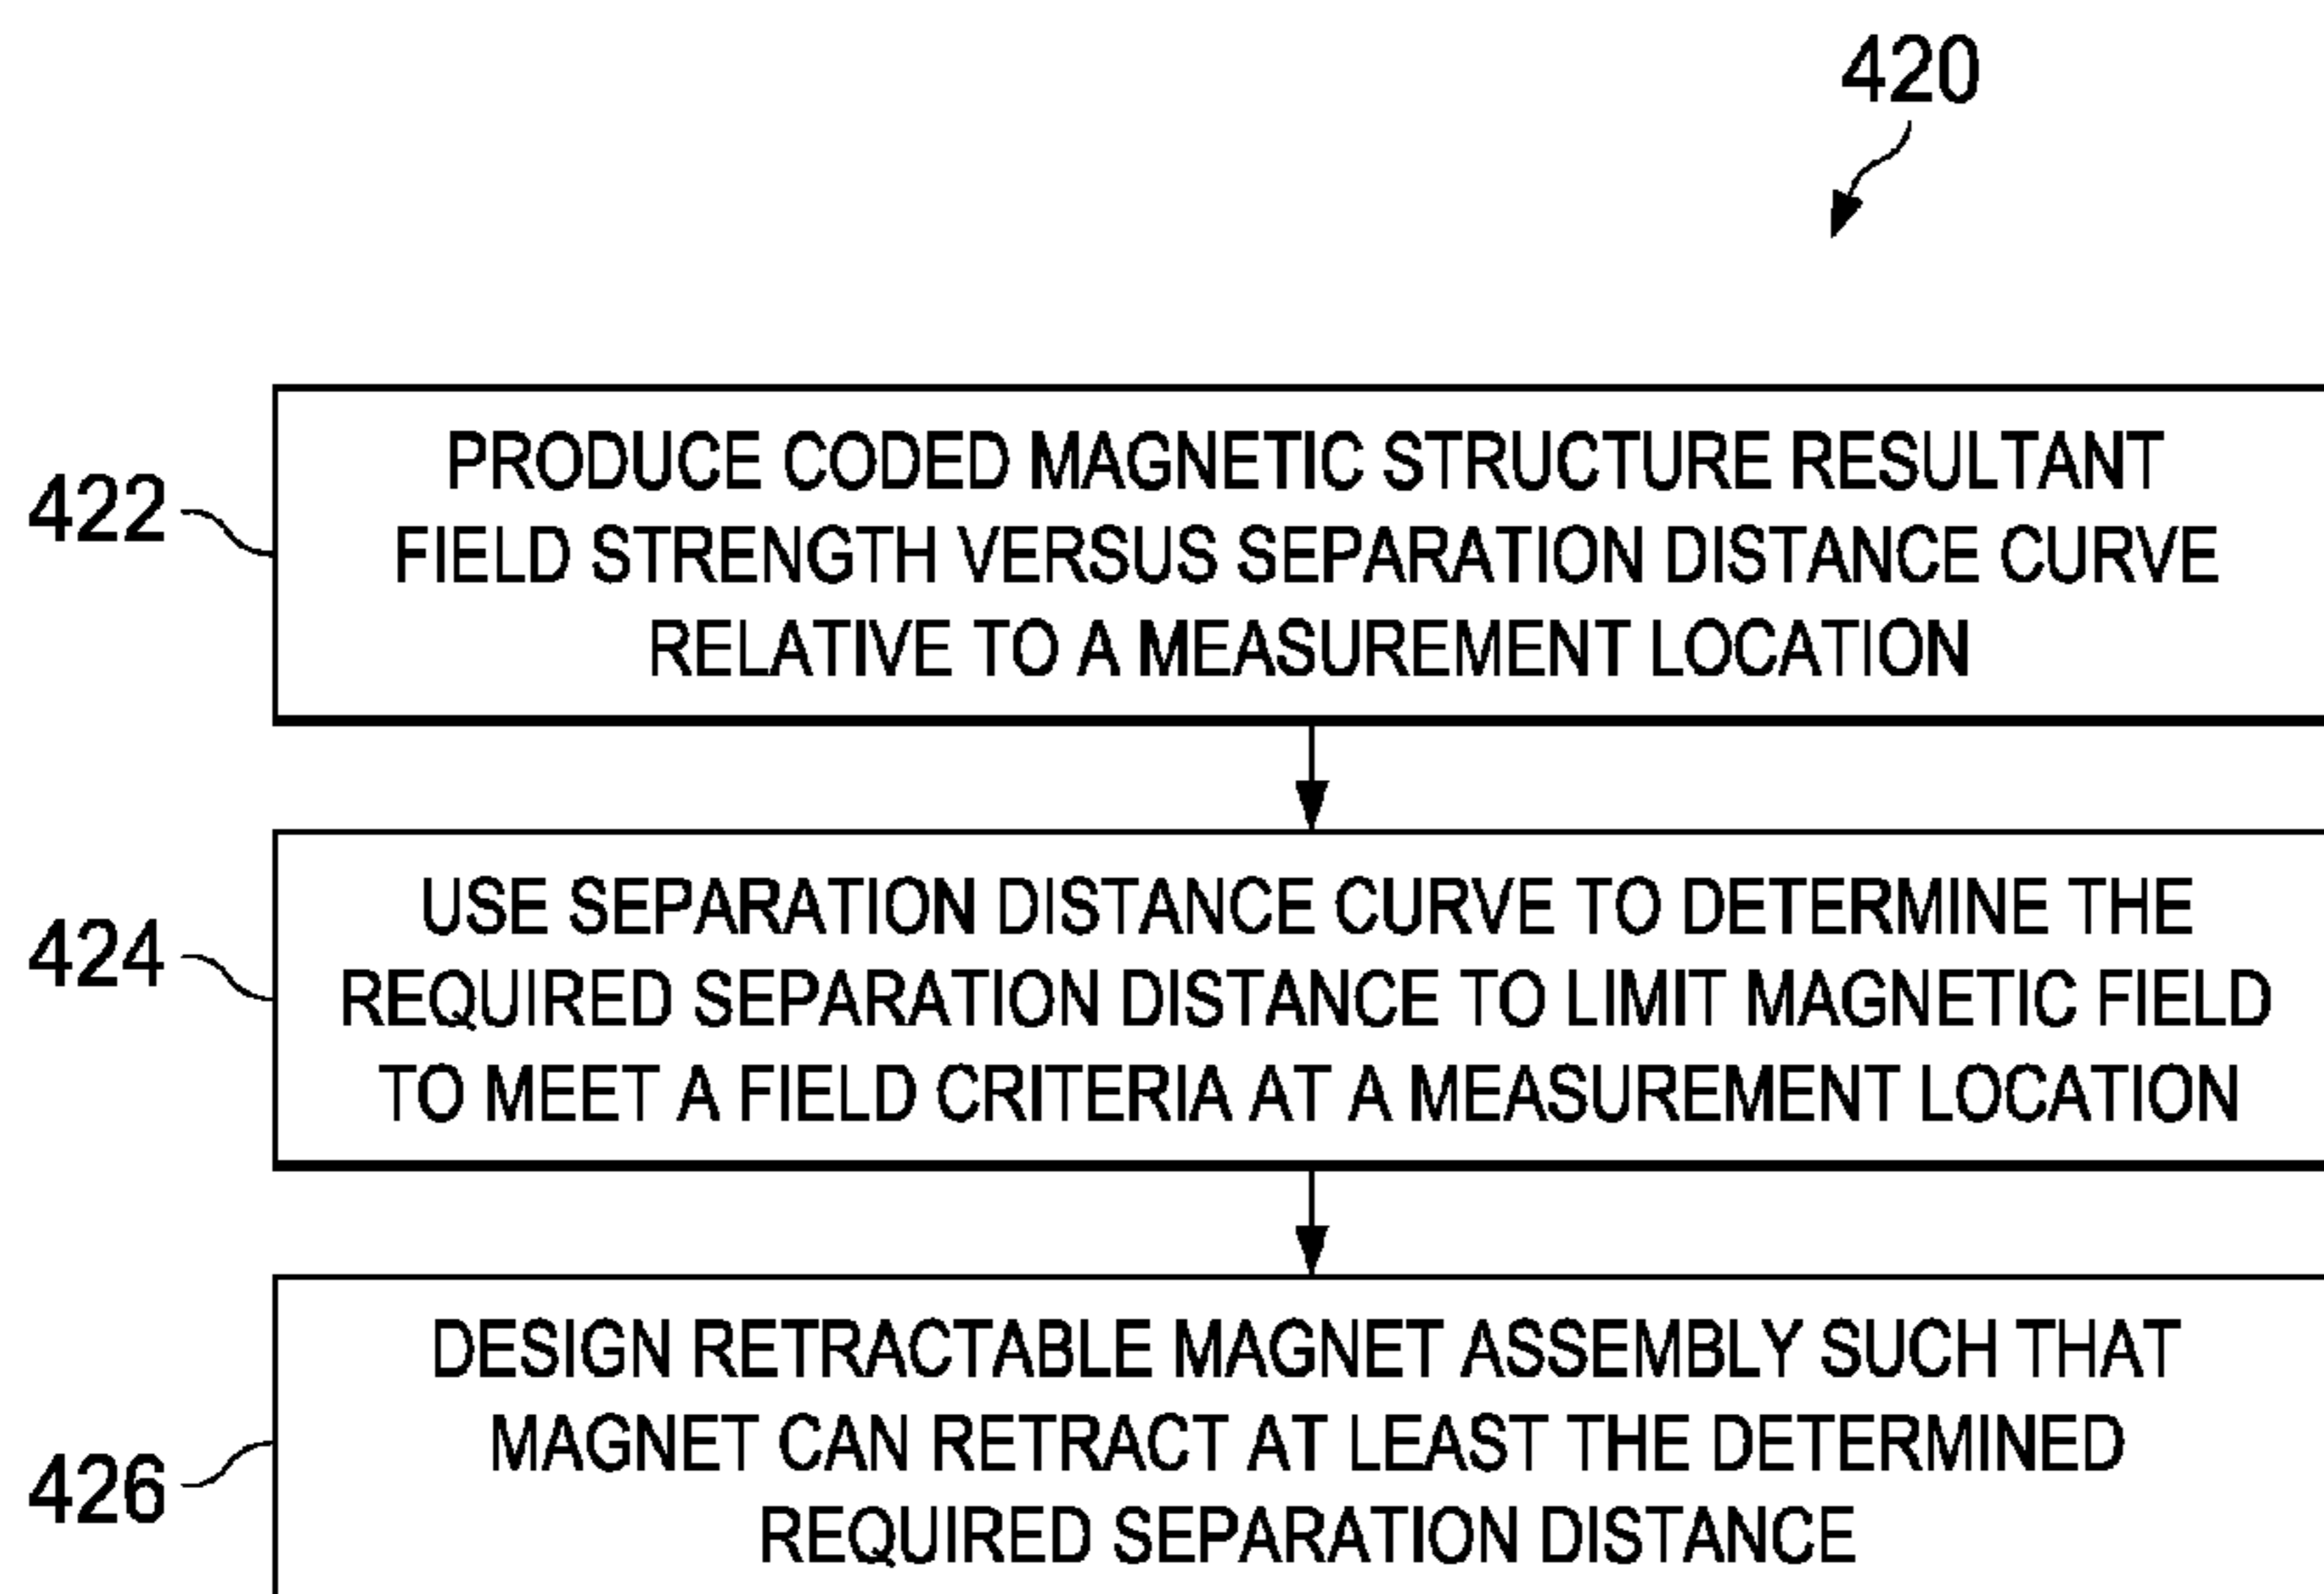 420
422
PRODUCE CODED MAGNETIC STRUCTURE RESULTANT
FIELD STRENGTH VERSUS SEPARATION DISTANCE CURVE
RELATIVE TO A MEASUREMENT LOCATION
424
USE SEPARATION DISTANCE CURVE TO DETERMINE THE
REQUIRED SEPARATION DISTANCE TO LIMIT MAGNETIC FIELD
TO MEET A FIELD CRITERIA AT A MEASUREMENT LOCATION
426
DESIGN RETRACTABLE MAGNET ASSEMBLY SUCH THAT
MAGNET CAN RETRACT AT LEAST THE DETERMINED
REQUIRED SEPARATION DISTANCE